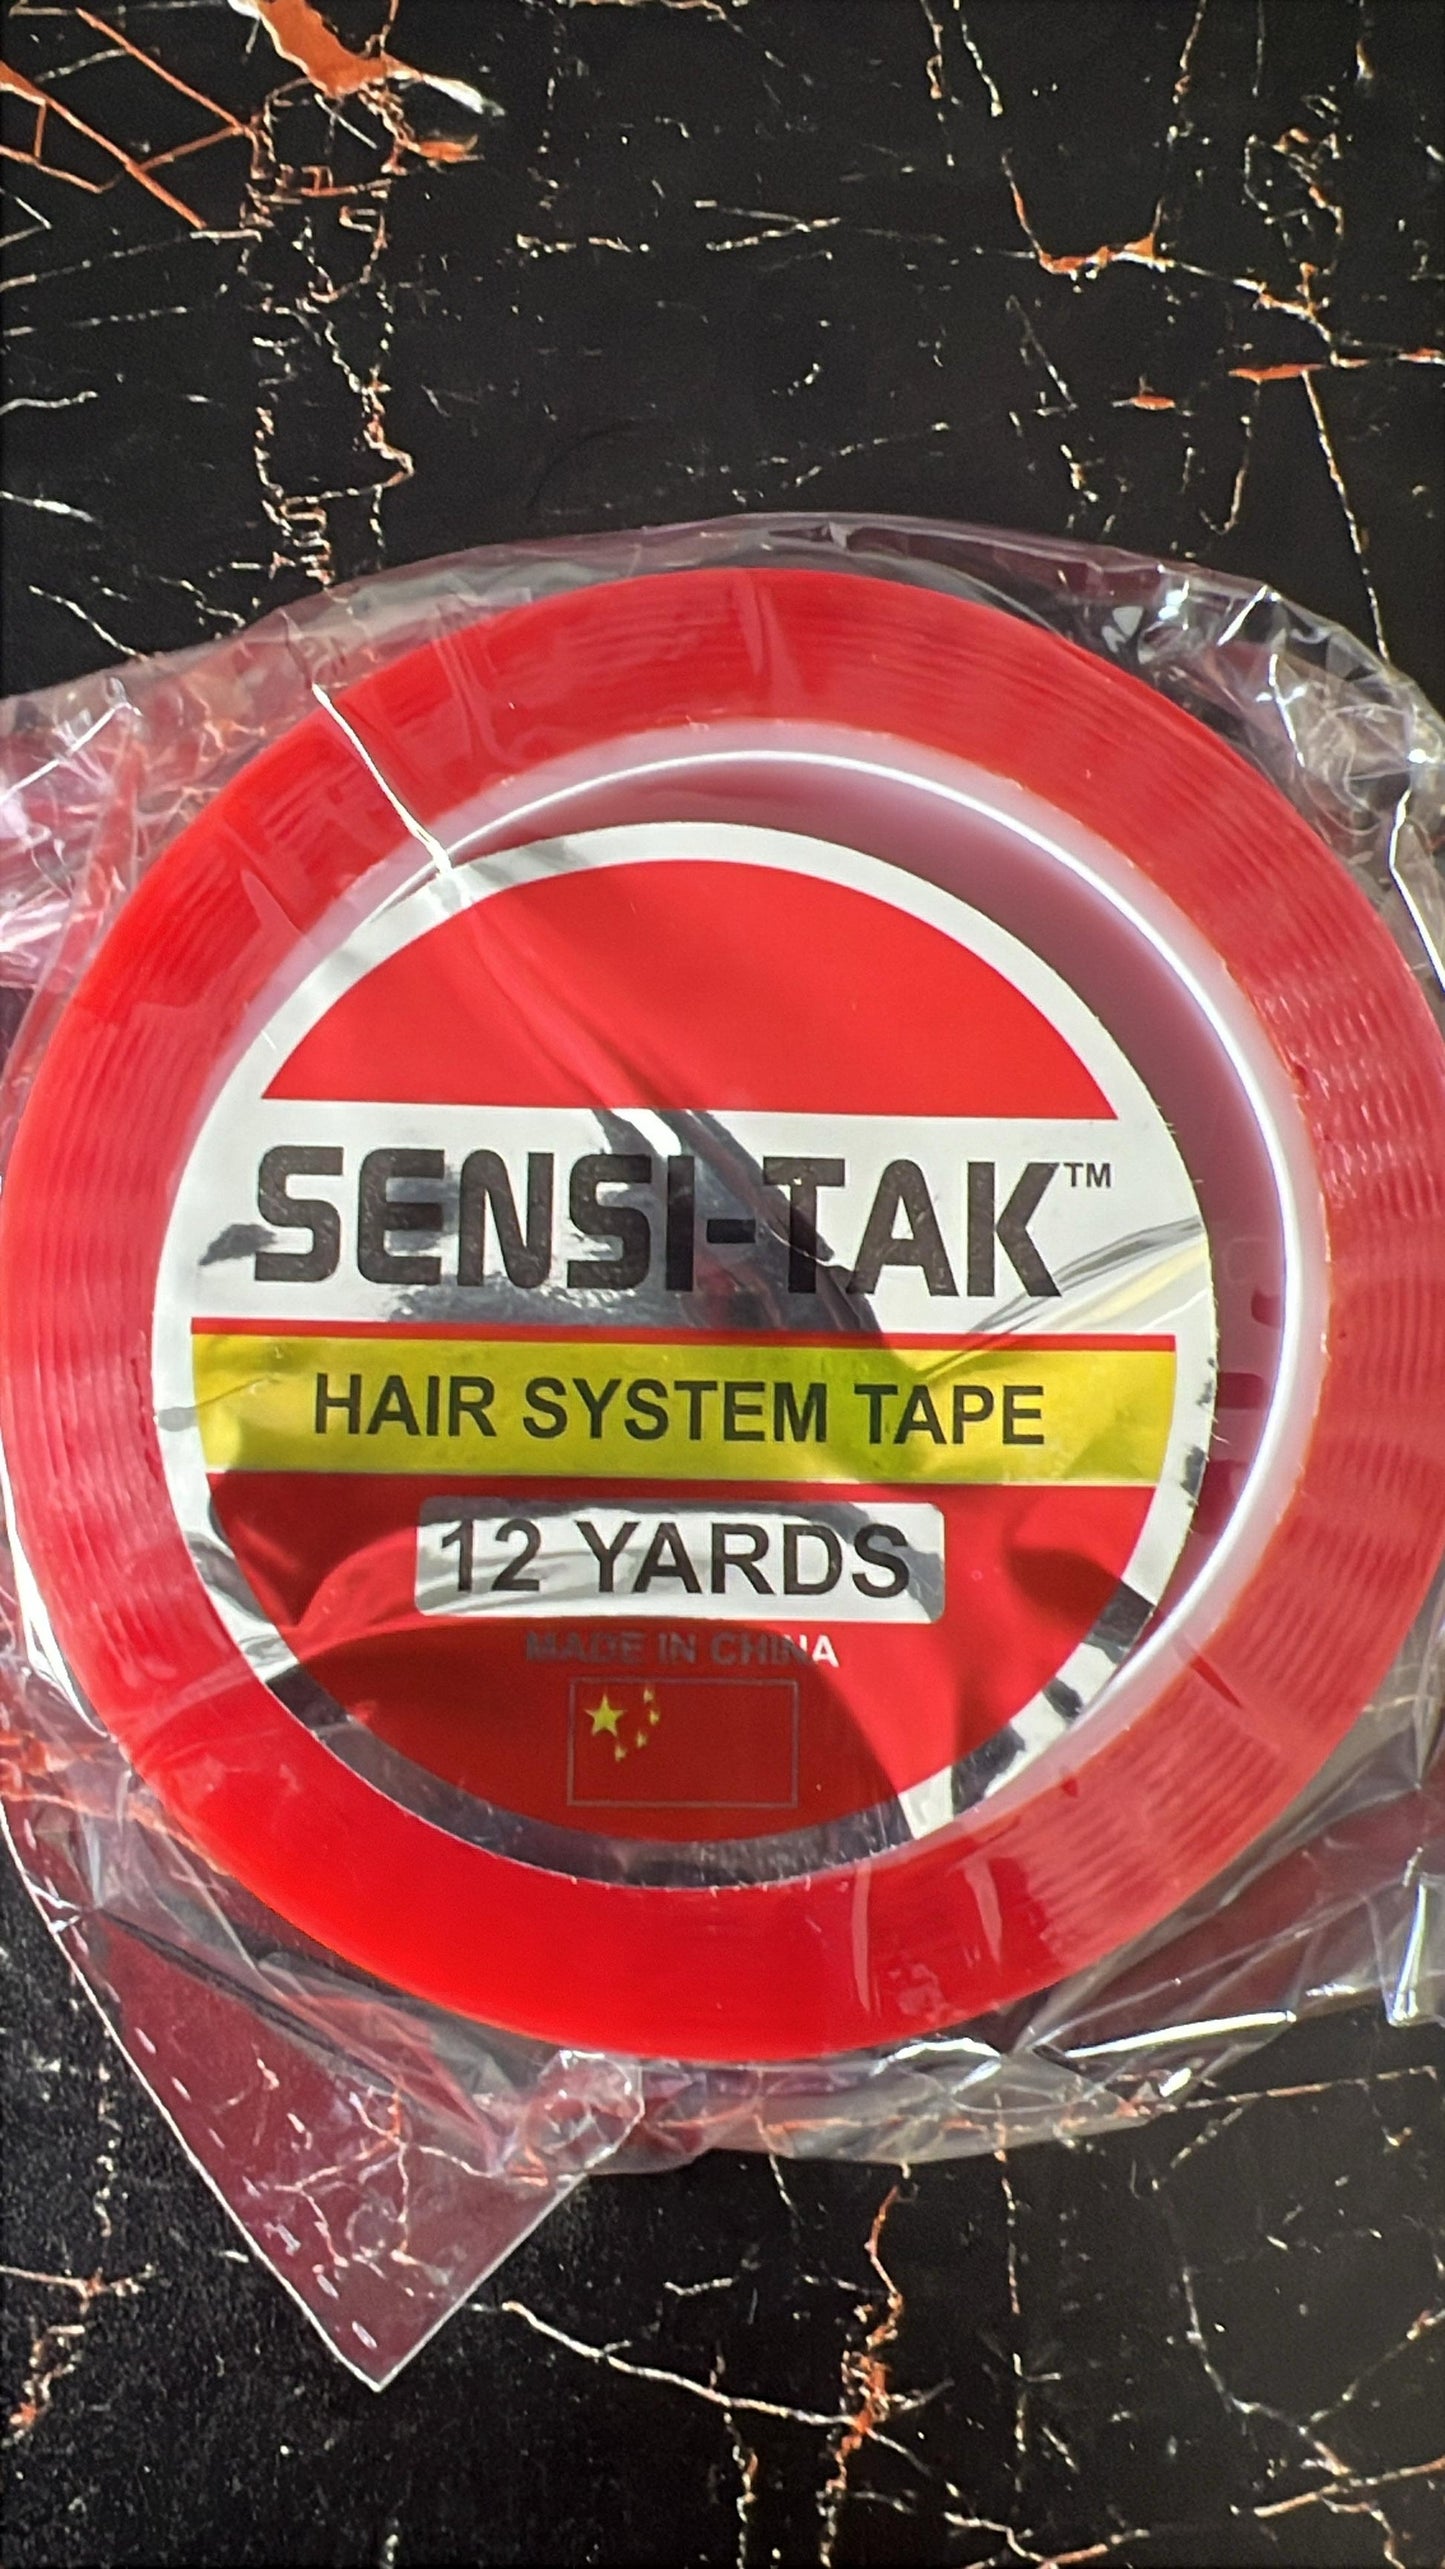 SENSI-TAK™
HAIR SYSTEM TAPE
12 YARDS
MADE IN CHINA